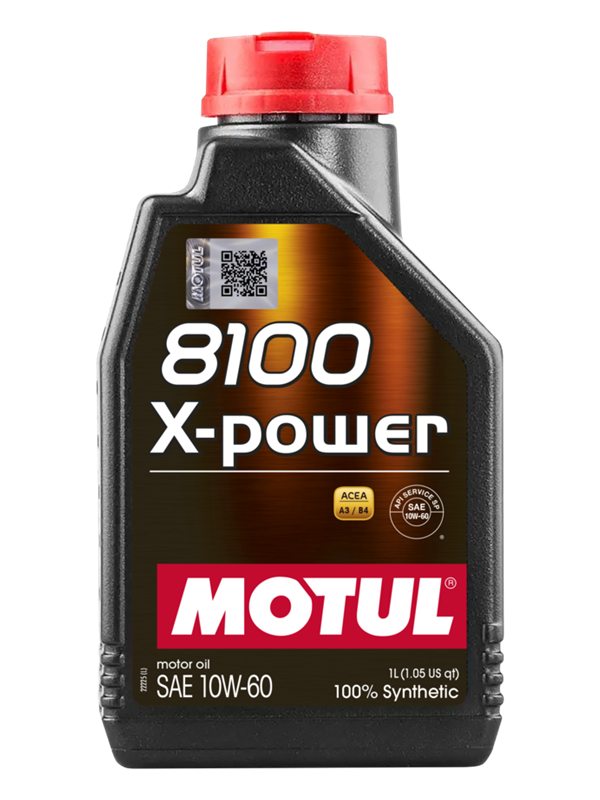 MOTUL
8100
X-power
ACEA
A3 / B4
API SERVICE SP
SAE
10W-60
®
MOTUL®
motor oil
SAE 10W-60
1L (1.05 US qt)
100% Synthetic
22225 (L)